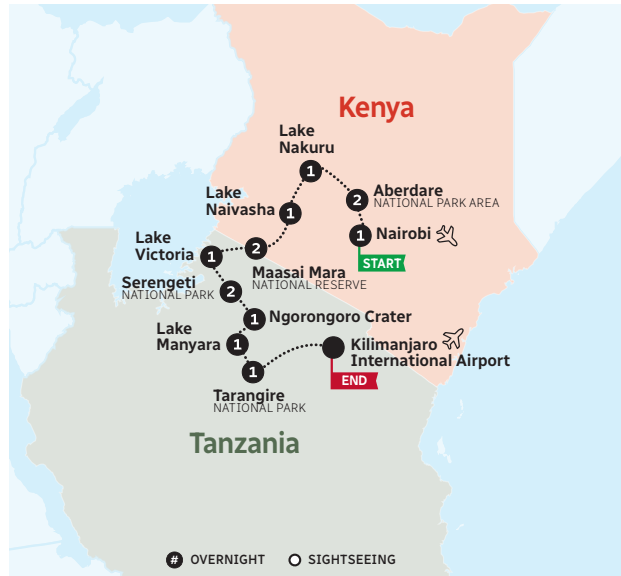 Kenya
Lake
Nakuru
1
2
Aberdare
NATIONAL PARK AREA
Lake
Naivasha
1
1
Nairobi
START
Lake
Victoria
1
2
Maasai Mara
NATIONAL RESERVE
Serengeti
NATIONAL PARK
2
1
Ngorongoro Crater
Lake
Manyara
1
Kilimanjaro
International Airport
END
1
Tarangire
NATIONAL PARK
Tanzania
# OVERNIGHT
SIGHTSEEING